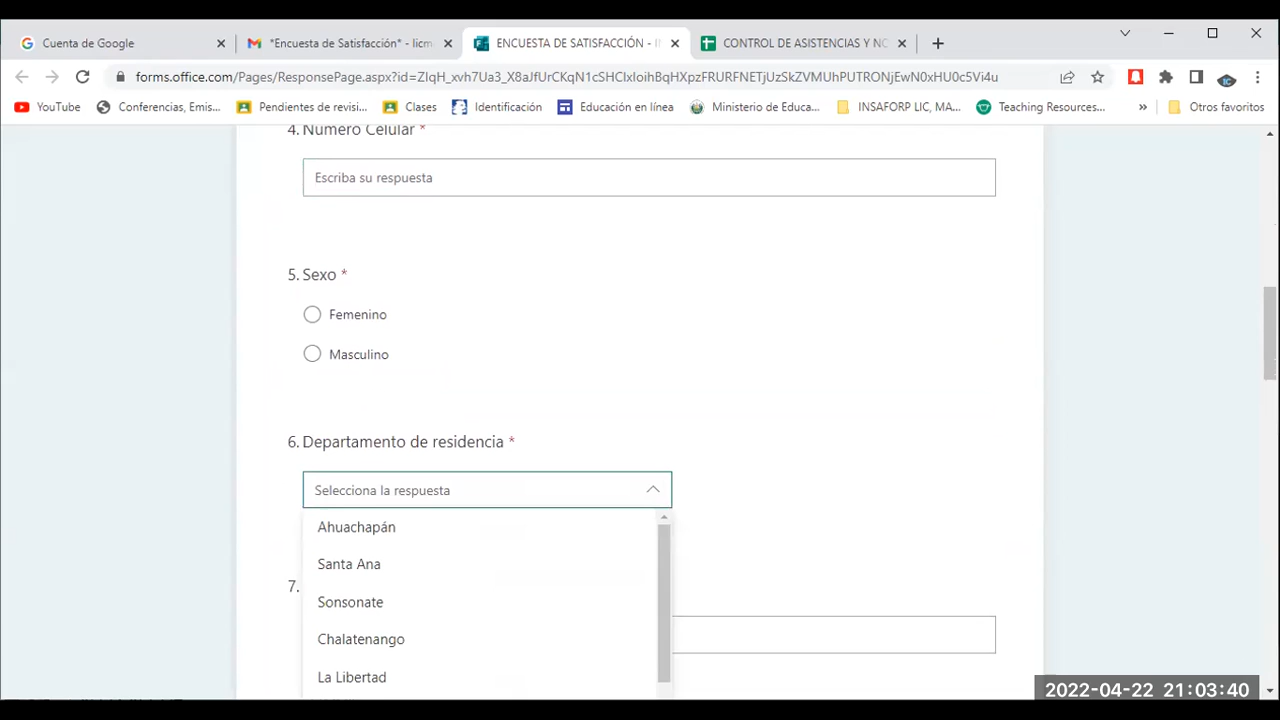 Cuenta de Google
*Encuesta de Satisfacción* - licm
ENCUESTA DE SATISFACCIÓN - I
CONTROL DE ASISTENCIAS Y NO
forms.office.com/Pages/ResponsePage.aspx?id=ZIqH_xvh7Ua3_X8aJfUrCKqN1cSHClxIoihBqHXpzFRURFNETjUzSkZVMUhPUTRONjEwN0xHU0c5Vi4u
YouTube
Conferencias, Emis...
Pendientes de revisi...
Clases
Identificación
Educación en línea
Ministerio de Educa...
INSAFORP LIC, MA...
Teaching Resources...
»
Otros favoritos
4. Número Celular *
Escriba su respuesta
5. Sexo *
Femenino
Masculino
6. Departamento de residencia *
Selecciona la respuesta
Ahuachapán
Santa Ana
Sonsonate
Chalatenango
La Libertad
7.
2022-04-22 21:03:40